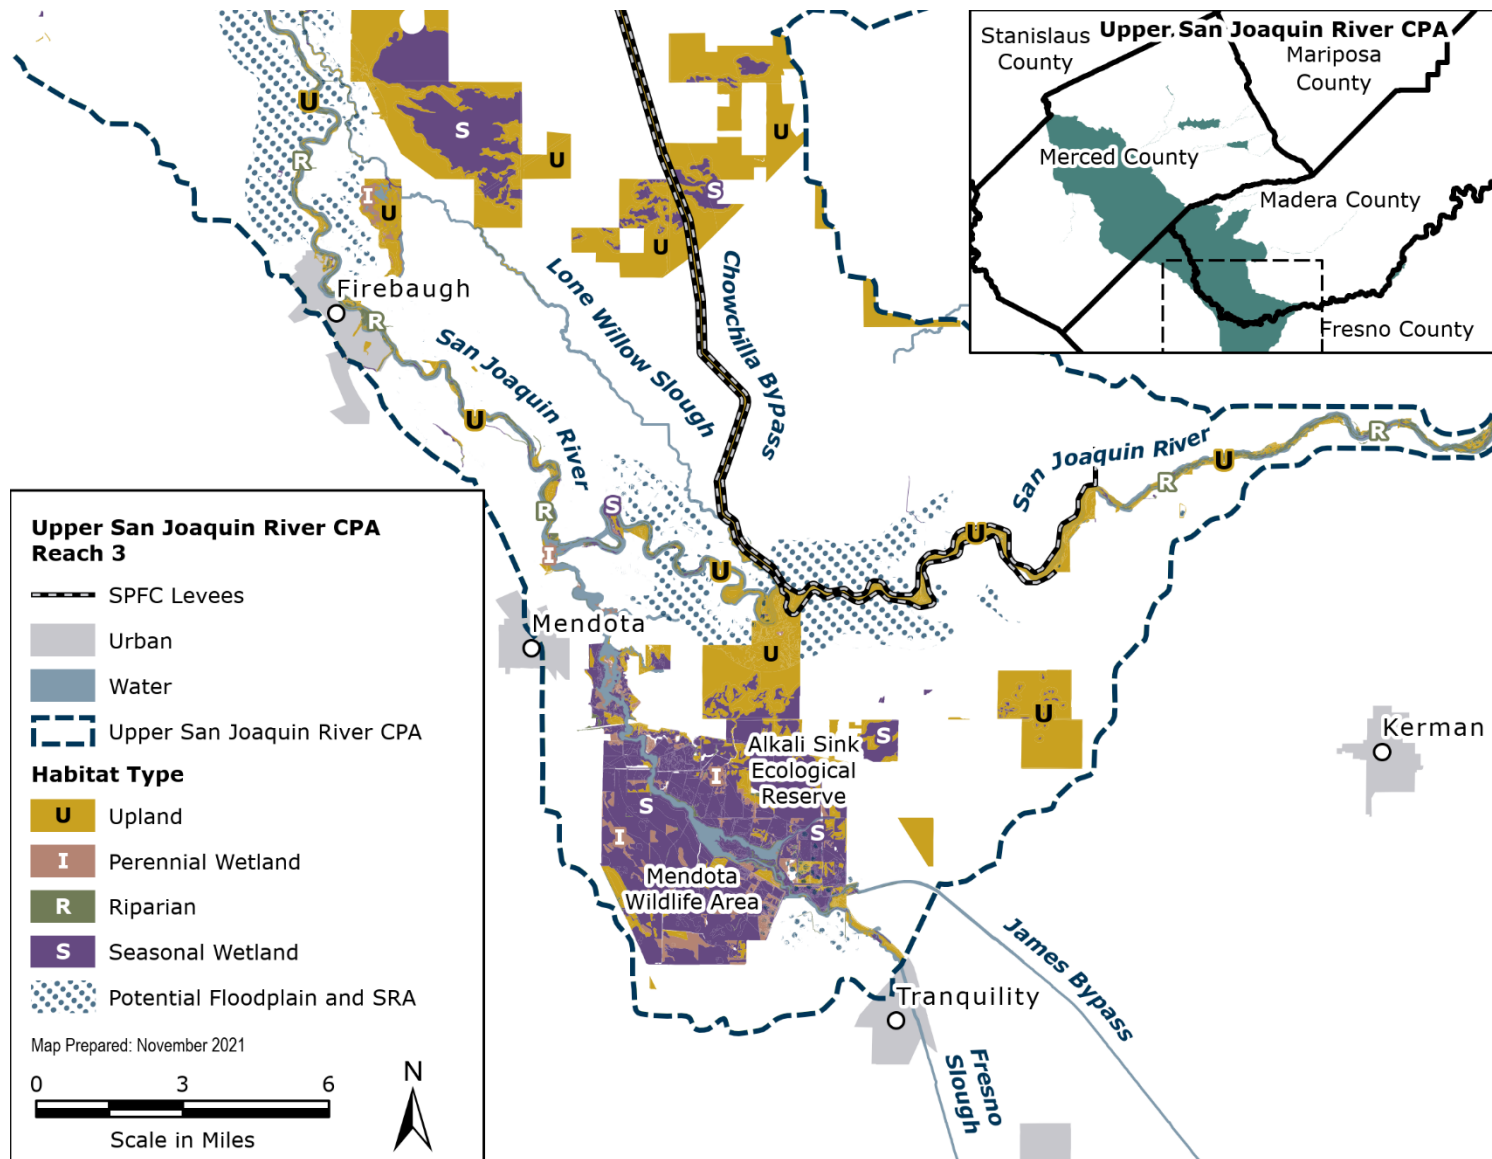 Upper San Joaquin River CPA
Stanislaus
County
Mariposa
County
Merced County
Madera County
Fresno County
U
S
U
U
R
I
U
S
U
Firebaugh
R
Lone Willow Slough
Chowchilla Bypass
San Joaquin River
U
San Joaquin River
R
U
R
R
S
I
U
U
Mendota
U
U
S
Kerman
Alkali Sink
Ecological
Reserve
I
S
I
S
Mendota
Wildlife Area
James Bypass
Tranquility
Fresno
Slough
Upper San Joaquin River CPA
Reach 3
SPFC Levees
Urban
Water
Upper San Joaquin River CPA
Habitat Type
U Upland
I Perennial Wetland
R Riparian
S Seasonal Wetland
Potential Floodplain and SRA
Map Prepared: November 2021
0 3 6
Scale in Miles
N